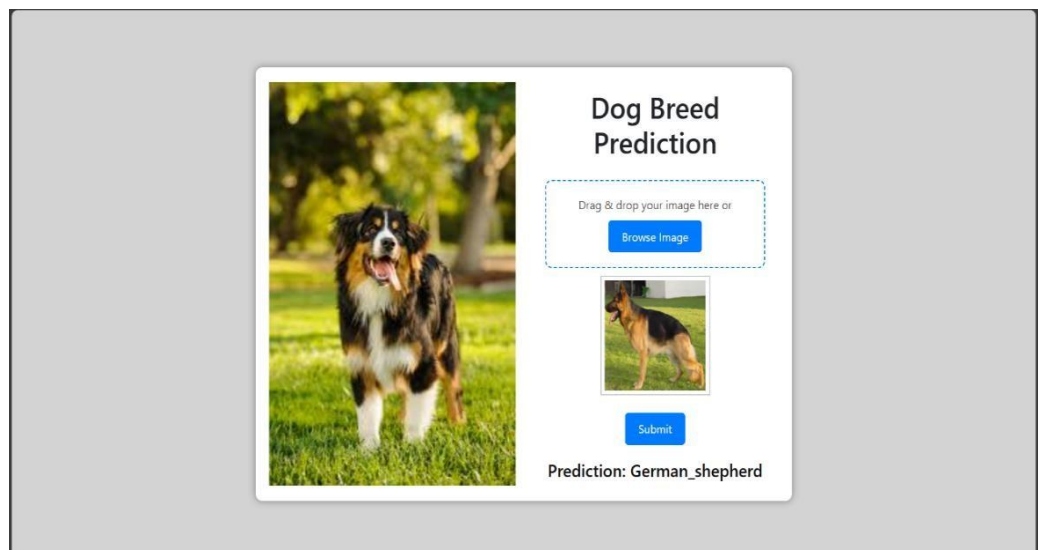 Dog Breed
Prediction
Drag & drop your image here or
Browse Image
Submit
Prediction: German_shepherd